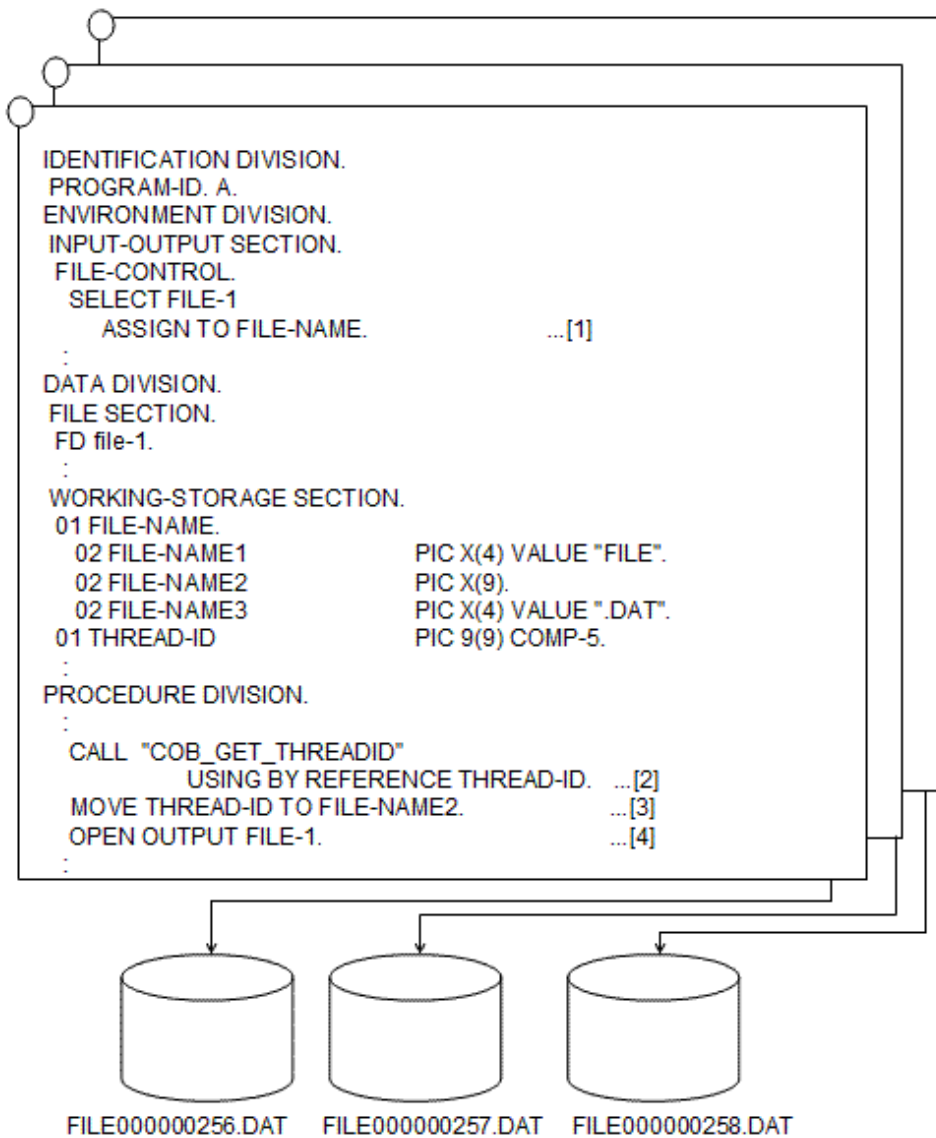 IDENTIFICATION DIVISION.
PROGRAM-ID. A.
ENVIRONMENT DIVISION.
INPUT-OUTPUT SECTION.
FILE-CONTROL.
SELECT FILE-1
ASSIGN TO FILE-NAME. ...[1]
:
DATA DIVISION.
FILE SECTION.
FD file-1.
:
WORKING-STORAGE SECTION.
01 FILE-NAME.
02 FILE-NAME1 PIC X(4) VALUE "FILE".
02 FILE-NAME2 PIC X(9).
02 FILE-NAME3 PIC X(4) VALUE ".DAT".
01 THREAD-ID PIC 9(9) COMP-5.
:
PROCEDURE DIVISION.
:
CALL "COB_GET_THREADID"
USING BY REFERENCE THREAD-ID. ...[2]
MOVE THREAD-ID TO FILE-NAME2. ...[3]
OPEN OUTPUT FILE-1. ...[4]
:
FILE000000256.DAT FILE000000257.DAT FILE000000258.DAT